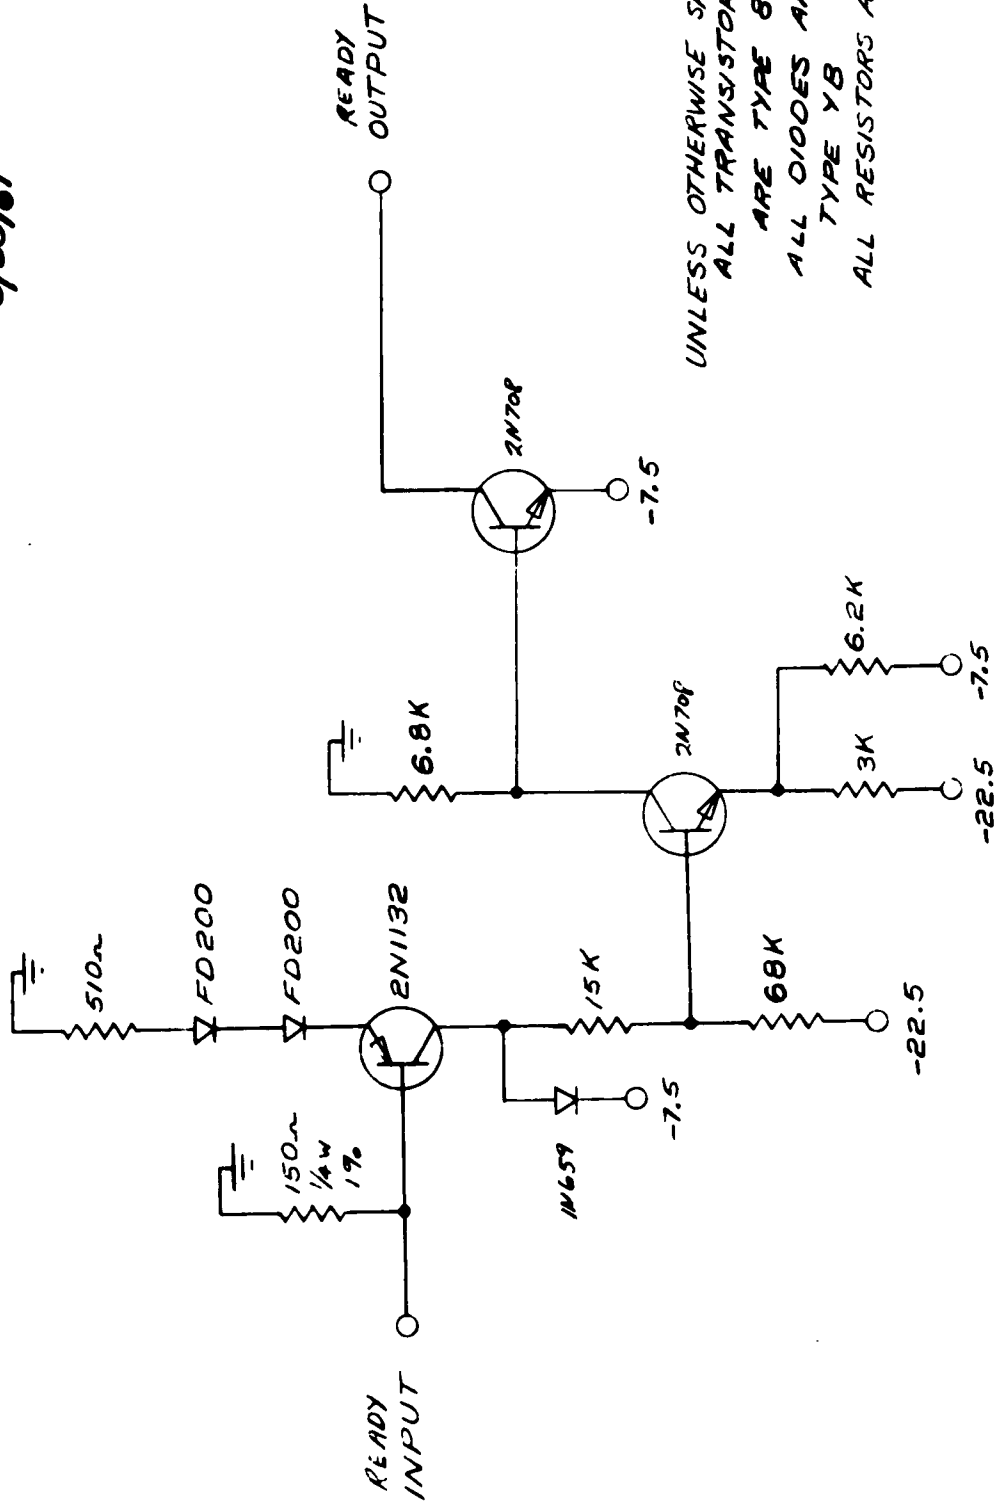 READY
INPUT
150Ω
1/4 W
1%
510Ω
FD200
FD200
2N1132
1N659
-7.5
15K
68K
-22.5
6.8K
2N708
3K
-22.5
6.2K
-7.5
2N708
-7.5
READY
OUTPUT
UNLESS OTHERWISE
ALL
ARE TYPE
ALL DIODES
TYPE YB
ALL RESISTORS